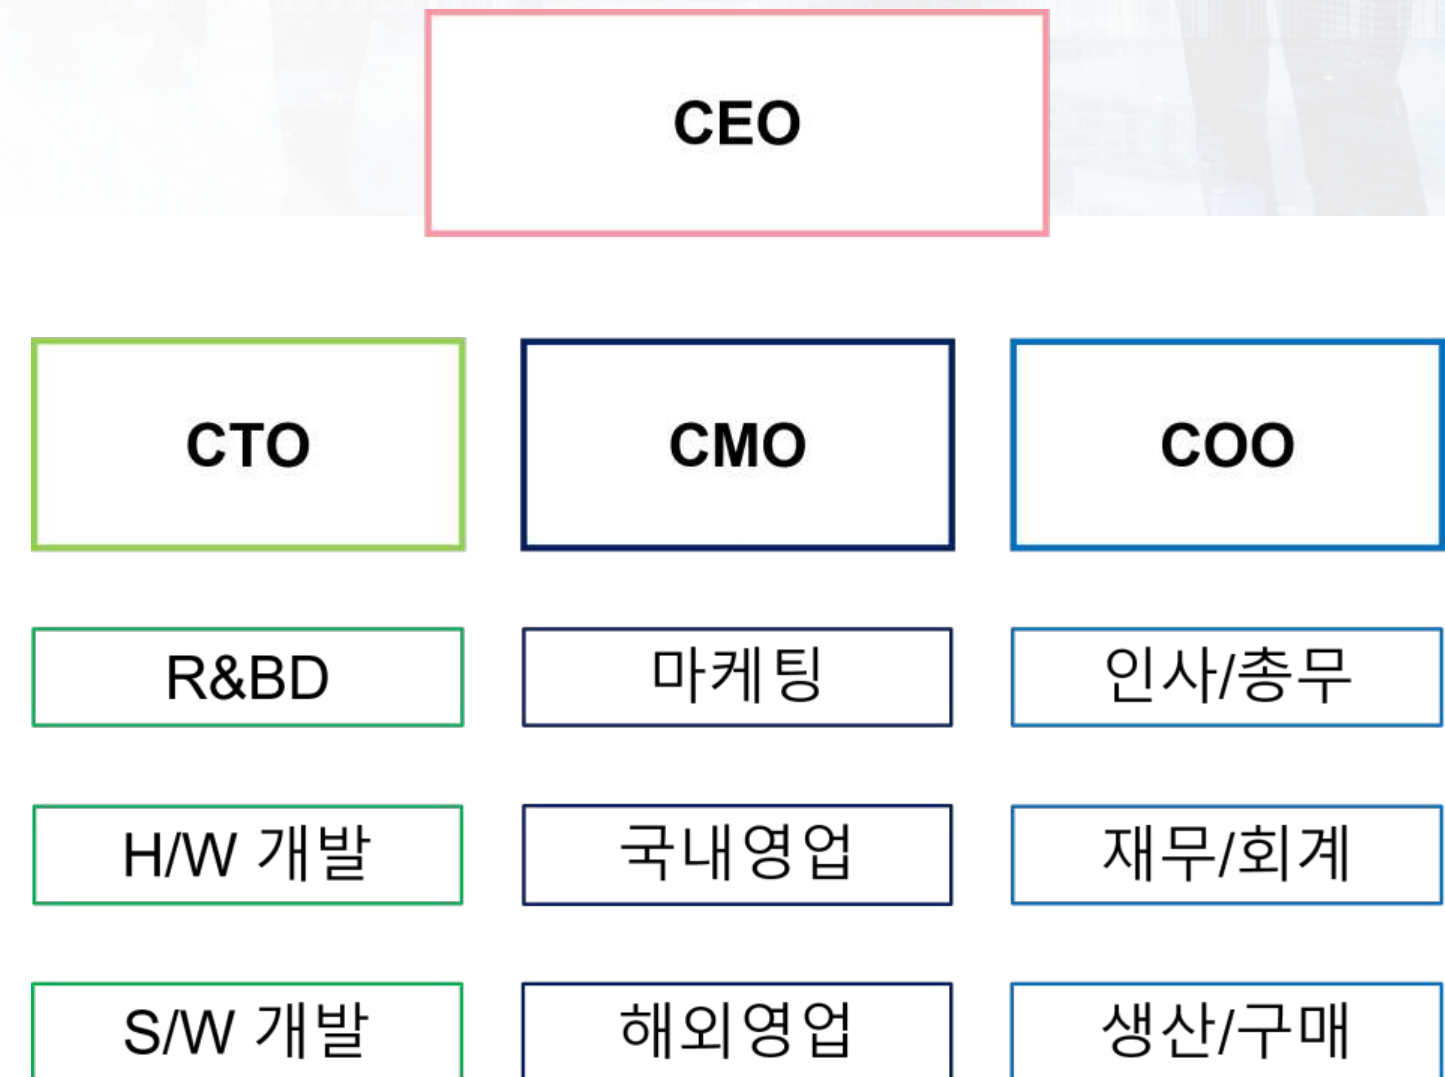 CEO
CTO
CMO
COO
R&BD
마케팅
인사/총무
H/W 개발
국내영업
재무/회계
S/W 개발
해외영업
생산/구매